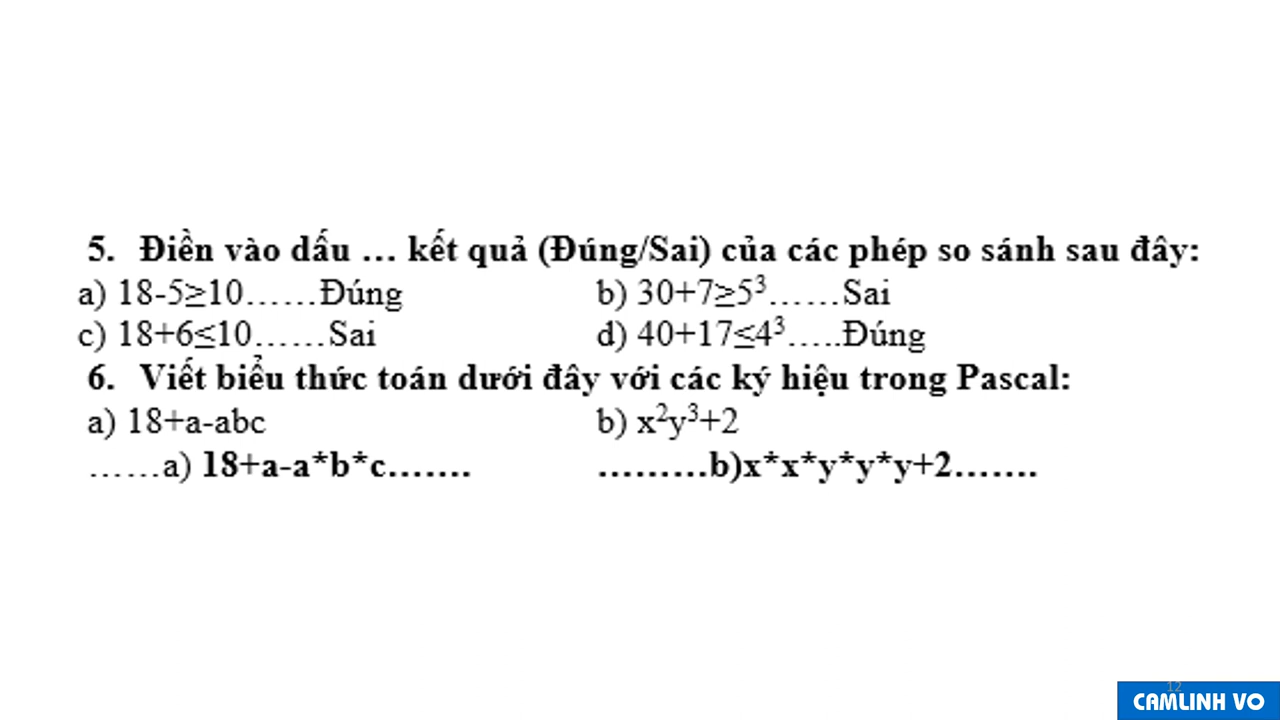 5. Điền vào dấu … kết quả (Đúng/Sai) của các phép so sánh sau đây:
a) 18-5≥10……Đúng b) 30+7≥5³……Sai
c) 18+6≤10……Sai d) 40+17≤4³…..Đúng
6. Viết biểu thức toán dưới đây với các ký hiệu trong Pascal:
a) 18+a-abc b) x²y³+2
……a) 18+a-a*b*c……. ………b)x*x*y*y*y+2…….
12
CAMLINH VO